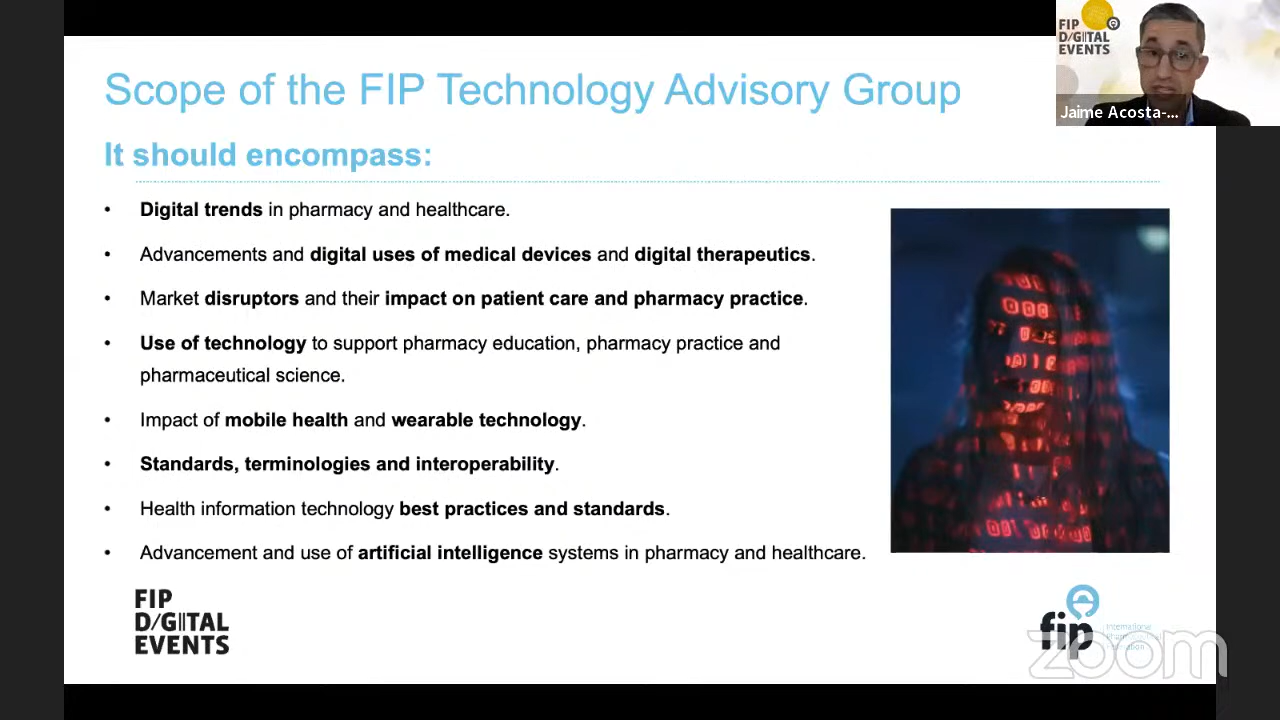 Scope of the FIP Technology Advisory Group
It should encompass:
• Digital trends in pharmacy and healthcare.
• Advancements and digital uses of medical devices and digital therapeutics.
• Market disruptors and their impact on patient care and pharmacy practice.
• Use of technology to support pharmacy education, pharmacy practice and
pharmaceutical science.
• Impact of mobile health and wearable technology.
• Standards, terminologies and interoperability.
• Health information technology best practices and standards.
• Advancement and use of artificial intelligence systems in pharmacy and healthcare.
FIP
D/GITAL
EVENTS
Jaime Acosta-...
FIP
D/GITAL
EVENTS
fip
International
zoom